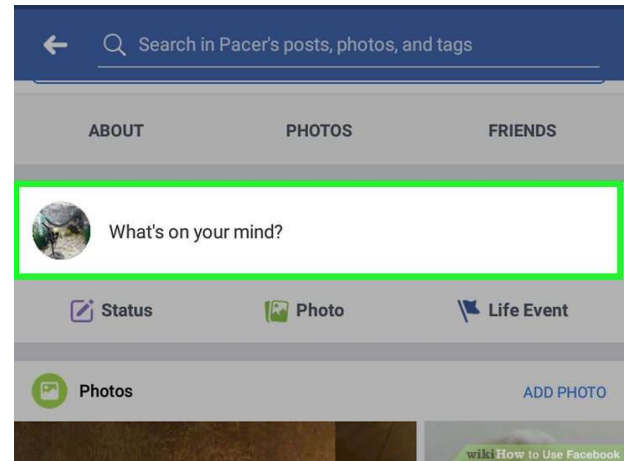 Search in Pacer's posts, photos, and tags
ABOUT PHOTOS FRIENDS
What's on your mind?
Status Photo Life Event
Photos ADD PHOTO
wikiHow to Use Facebook